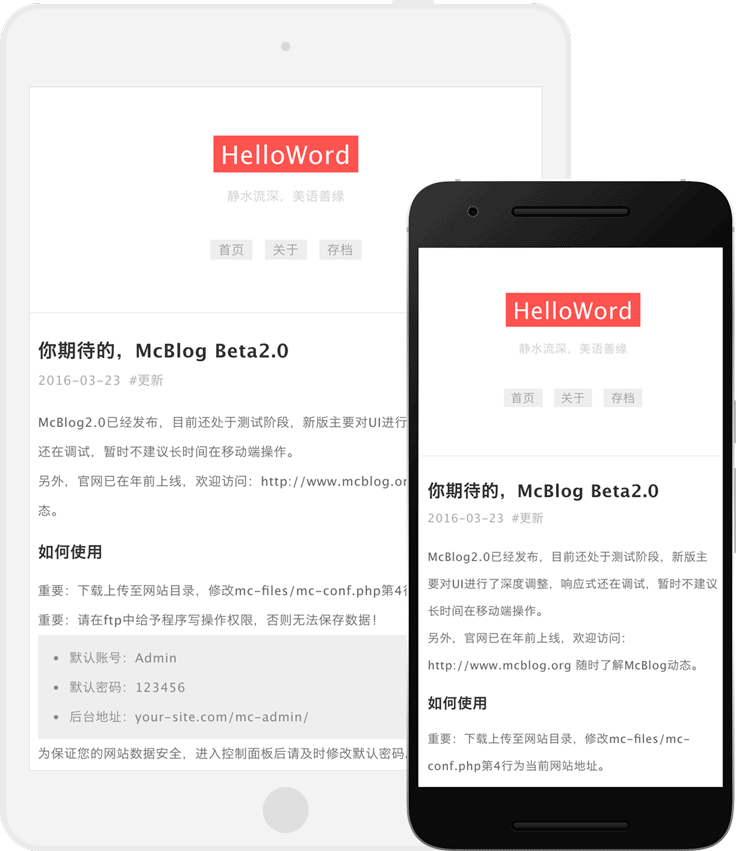 HelloWord
静水流深，美语善缘
首页 关于 存档
你期待的，McBlog Beta2.0
2016-03-23 #更新
McBlog2.0已经发布，目前还处于测试阶段，新版主要对UI进行
还在调试，暂时不建议长时间在移动端操作。
另外，官网已在年前上线，欢迎访问：http://www.mcblog.or
态。
如何使用
重要：下载上传至网站目录，修改mc-files/mc-conf.php第4行
重要：请在ftp中给予程序写操作权限，否则无法保存数据！
• 默认账号：Admin
• 默认密码：123456
• 后台地址：your-site.com/mc-admin/
为保证您的网站数据安全，进入控制面板后请及时修改默认密码，
HelloWord
静水流深，美语善缘
首页 关于 存档
你期待的，McBlog Beta2.0
2016-03-23 #更新
McBlog2.0已经发布，目前还处于测试阶段，新版主
要对UI进行了深度调整，响应式还在调试，暂时不建议
长时间在移动端操作。
另外，官网已在年前上线，欢迎访问：
http://www.mcblog.org 随时了解McBlog动态。
如何使用
重要：下载上传至网站目录，修改mc-files/mc-
conf.php第4行为当前网站地址。